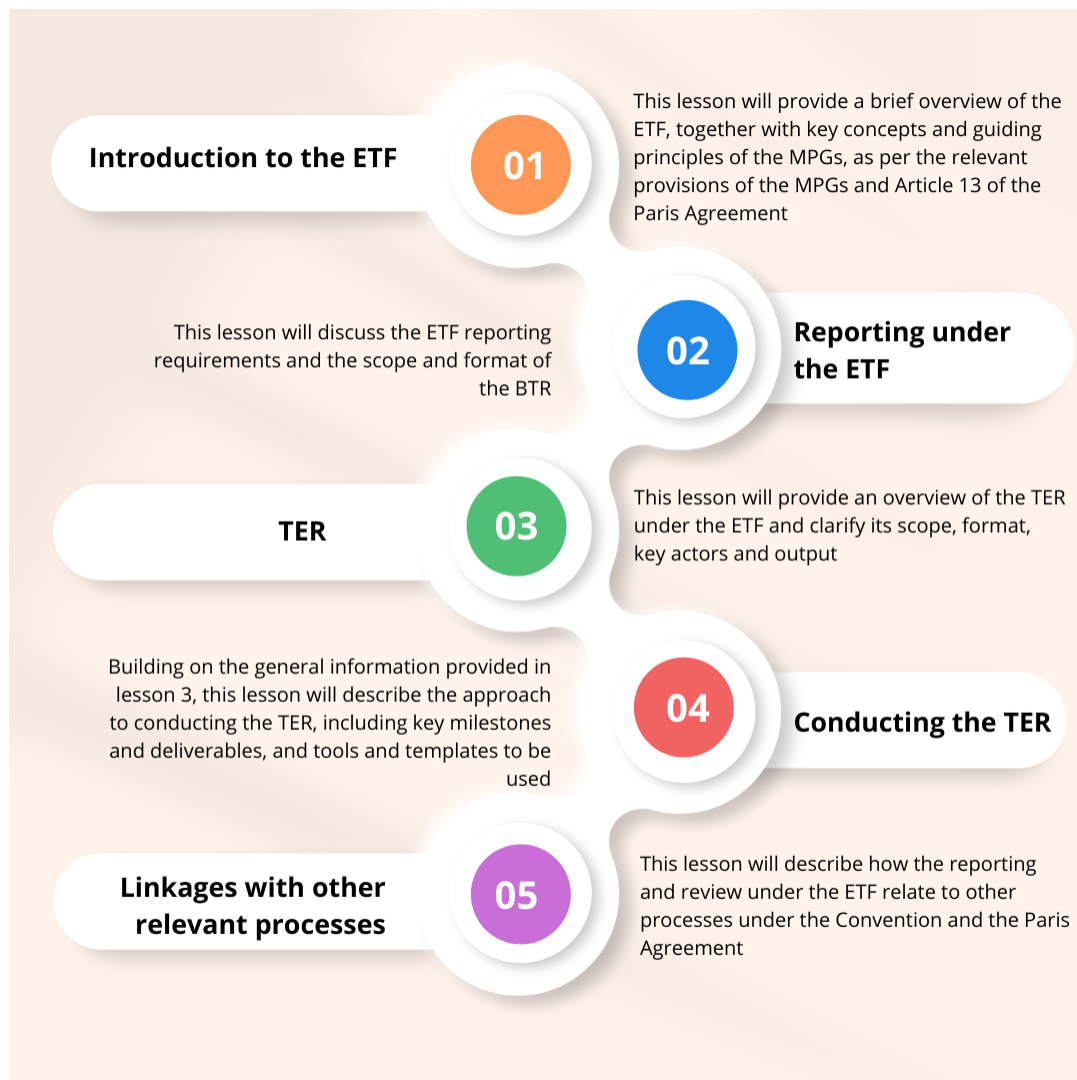 Introduction to the ETF
01
This lesson will provide a brief overview of the
ETF, together with key concepts and guiding
principles of the MPGs, as per the relevant
provisions of the MPGs and Article 13 of the
Paris Agreement
02
Reporting under
the ETF
This lesson will discuss the ETF reporting
requirements and the scope and format of
the BTR
TER
03
This lesson will provide an overview of the TER
under the ETF and clarify its scope, format,
key actors and output
04
Conducting the TER
Building on the general information provided in
lesson 3, this lesson will describe the approach
to conducting the TER, including key milestones
and deliverables, and tools and templates to be
used
Linkages with other
relevant processes
05
This lesson will describe how the reporting
and review under the ETF relate to other
processes under the Convention and the Paris
Agreement